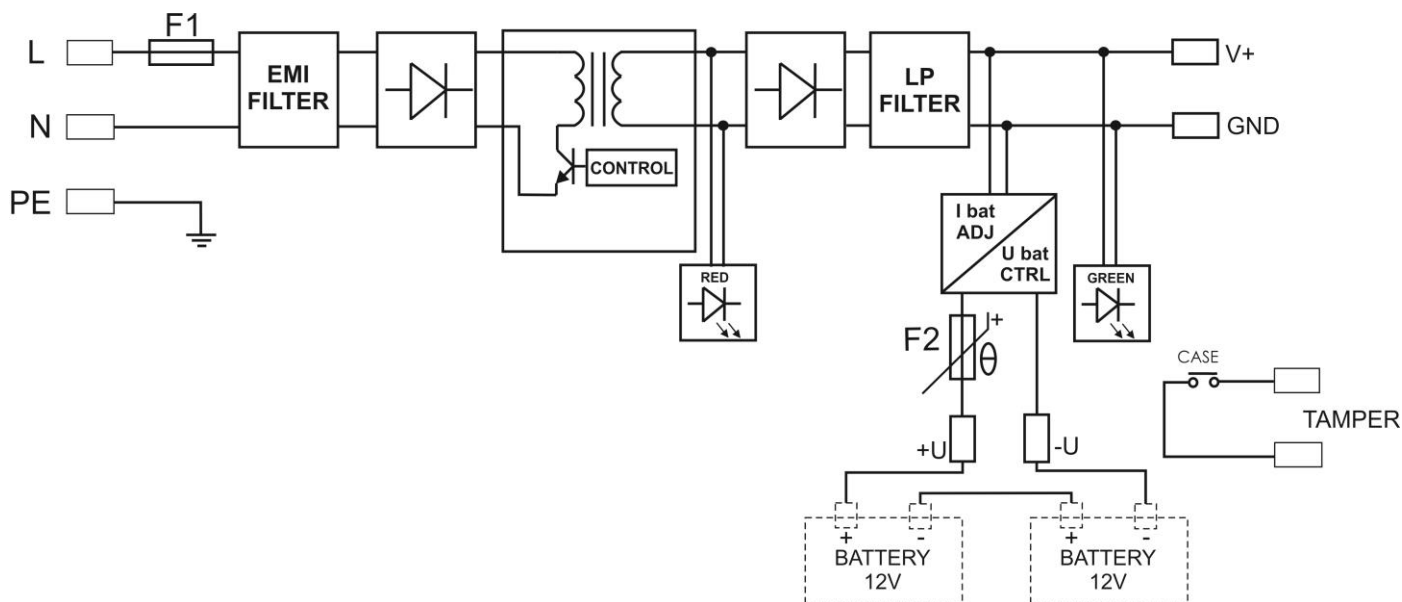 F1
L
N
PE
EMI
FILTER
CONTROL
LP
FILTER
V+
GND
RED
I bat
ADJ
U bat
CTRL
GREEN
F2
I+
θ
CASE
TAMPER
+U
-U
+ -
BATTERY
12V
+ -
BATTERY
12V